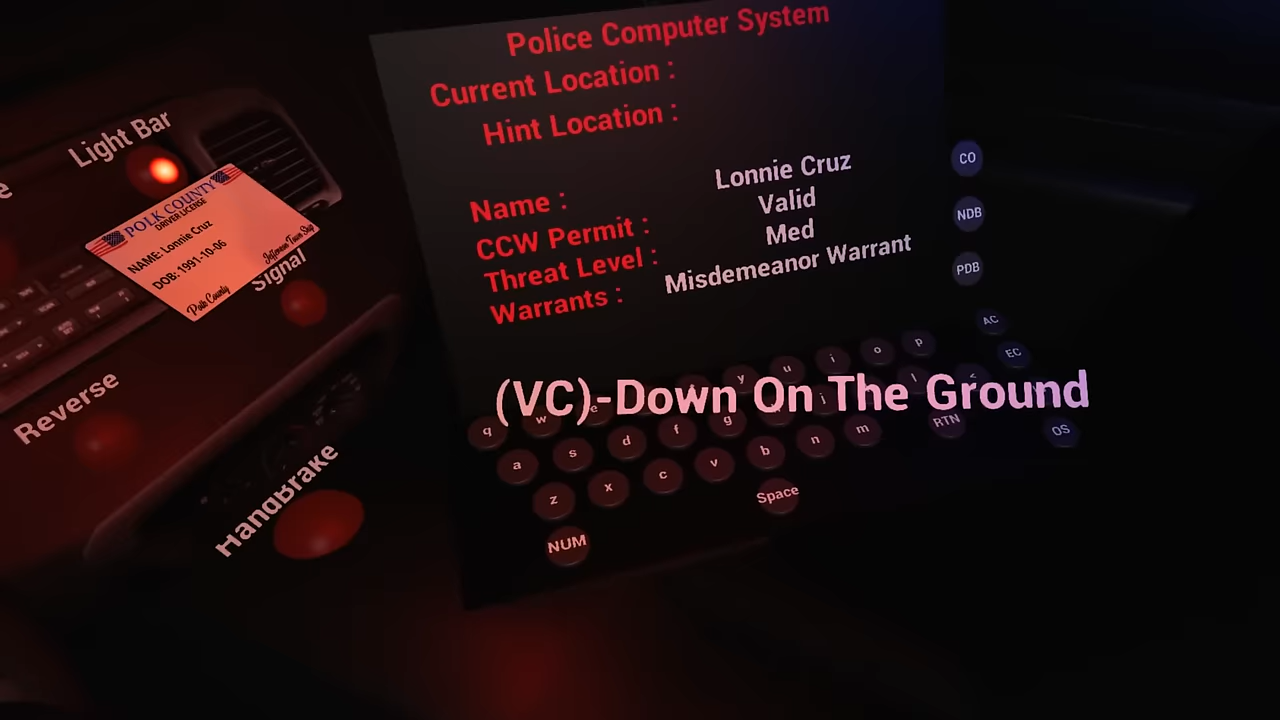 Police Computer System
Current Location :
Hint Location :
Name : Lonnie Cruz
CCW Permit : Valid
Threat Level : Med
Warrants : Misdemeanor Warrant
(VC)-Down On The Ground
Light Bar
POLK COUNTY
DRIVER LICENSE
NAME: Lonnie Cruz
DOB: 1991-10-06
Polk County
Signal
Reverse
HandBrake
CO
NDB
PDB
AC
EC
OS
q w e y u i o p
a s d f g l
RTN
z x c v b n m
Space
NUM